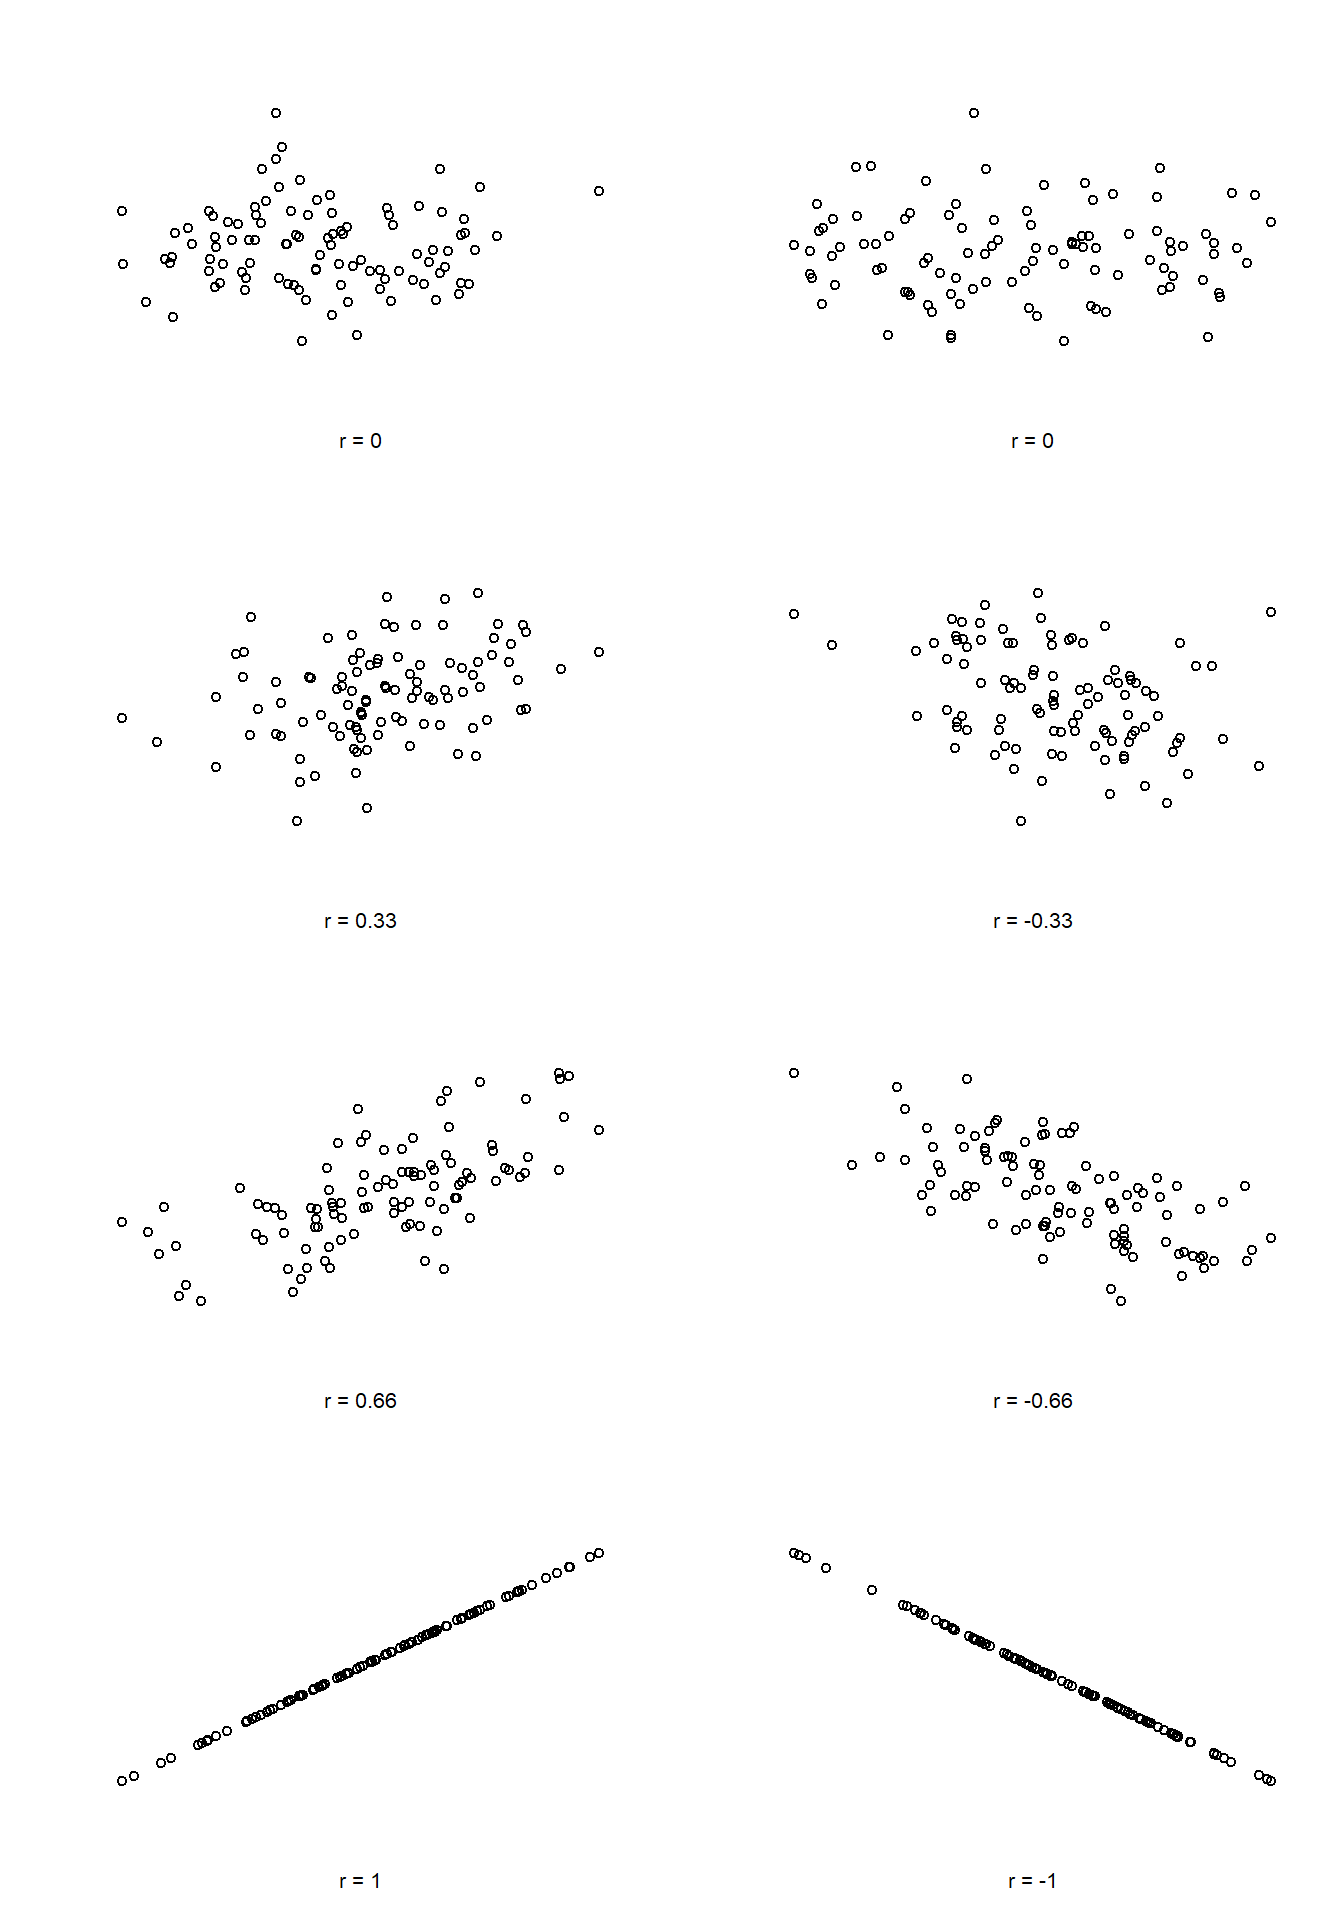 r = 0
r = 0
r = 0.33
r = -0.33
r = 0.66
r = -0.66
r = 1
r = -1